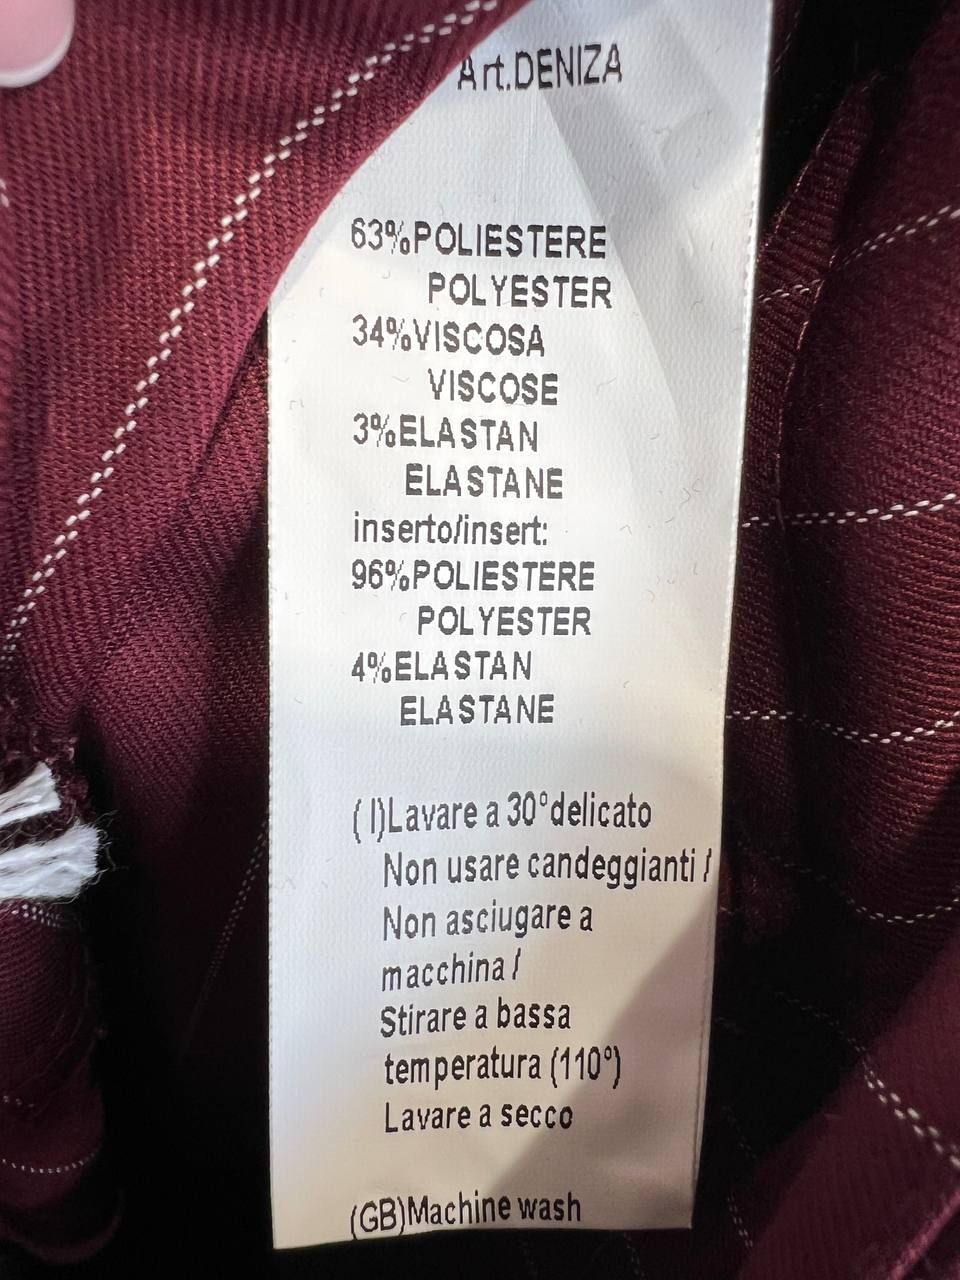 Art.DENIZA
63%POLIESTERE
POLYESTER
34%VISCOSA
VISCOSE
3%ELASTAN
ELASTANE
inserto/insert:
96%POLIESTERE
POLYESTER
4%ELASTAN
ELASTANE
( I)Lavare a 30°delicato
Non usare candeggianti /
Non asciugare a
macchina /
Stirare a bassa
temperatura (110°)
Lavare a secco
(GB)Machine wash